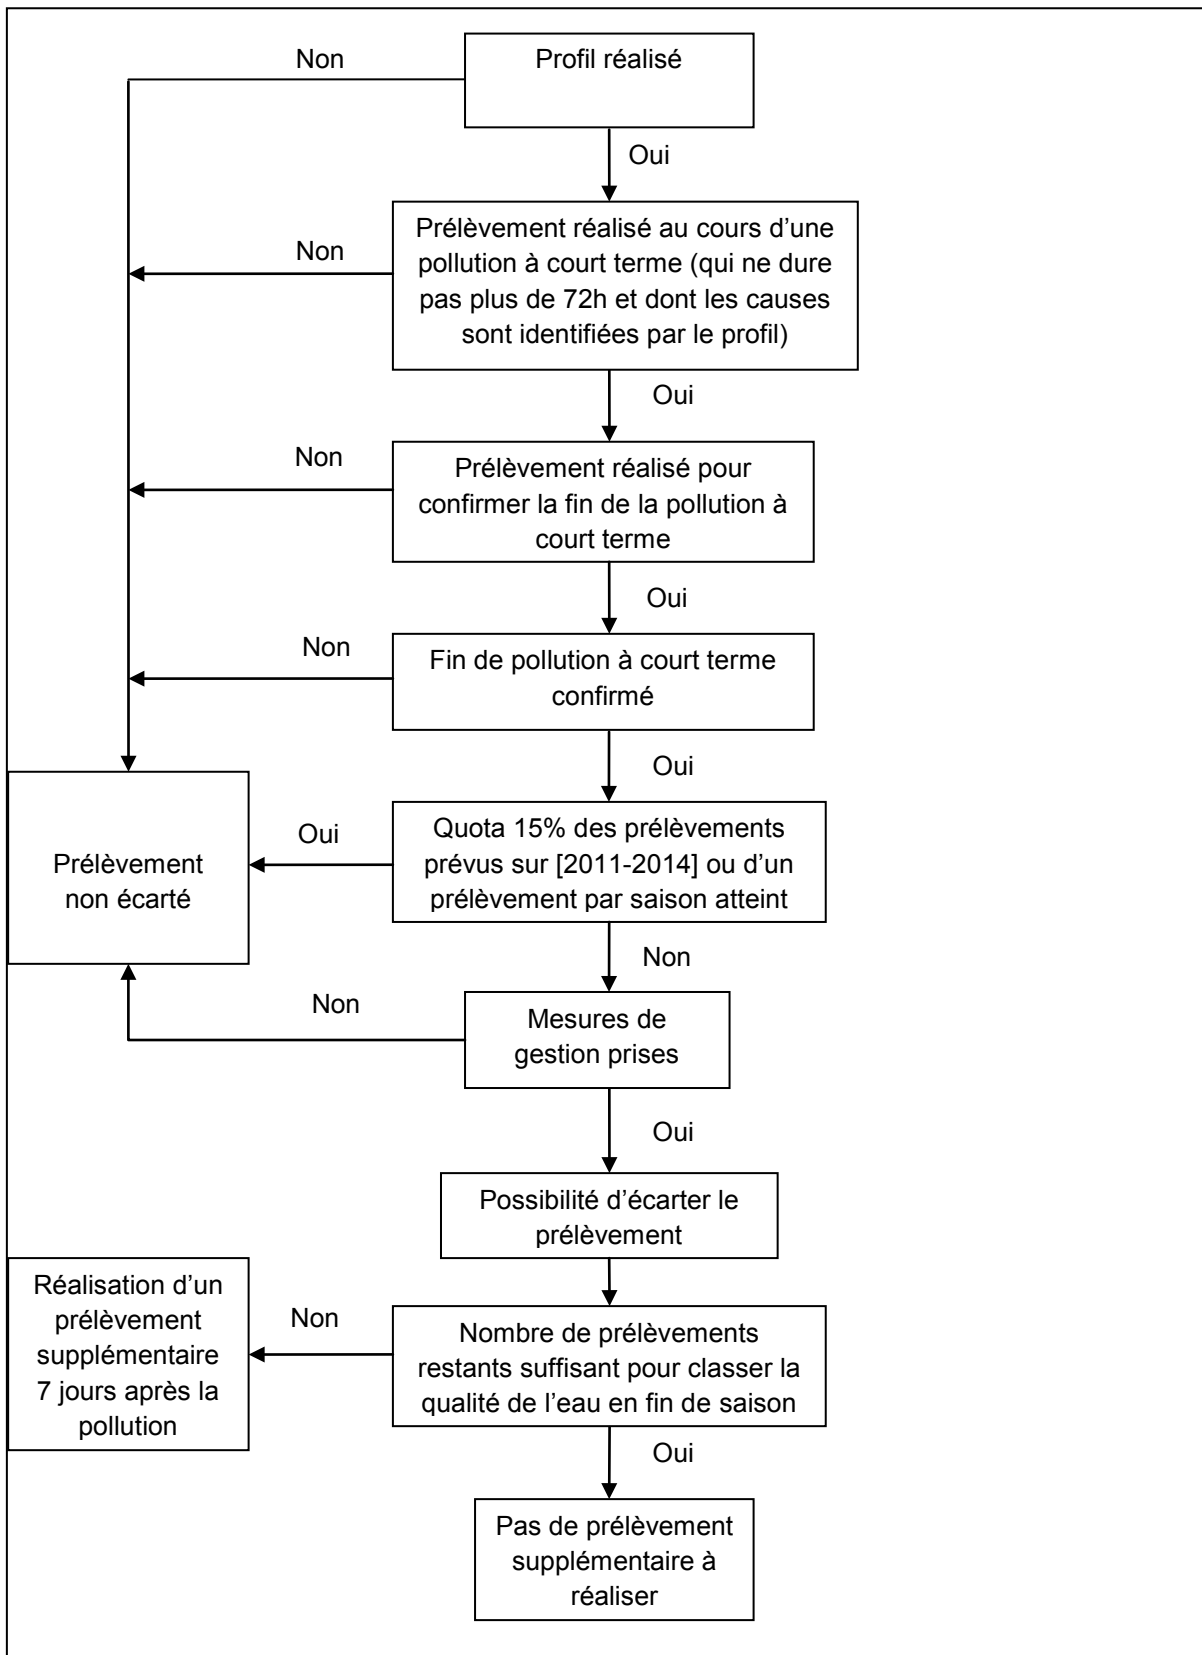 Non
Profil réalisé
Oui
Prélèvement réalisé au cours d’une
pollution à court terme (qui ne dure
pas plus de 72h et dont les causes
sont identifiées par le profil)
Non
Oui
Non
Prélèvement réalisé pour
confirmer la fin de la pollution à
court terme
Oui
Non
Fin de pollution à court terme
confirmé
Oui
Prélèvement
non écarté
Oui
Quota 15% des prélèvements
prévus sur [2011-2014] ou d’un
prélèvement par saison atteint
Non
Non
Mesures de
gestion prises
Oui
Possibilité d’écarter le
prélèvement
Réalisation d’un
prélèvement
supplémentaire
7 jours après la
pollution
Non
Nombre de prélèvements
restants suffisant pour classer la
qualité de l’eau en fin de saison
Oui
Pas de prélèvement
supplémentaire à
réaliser